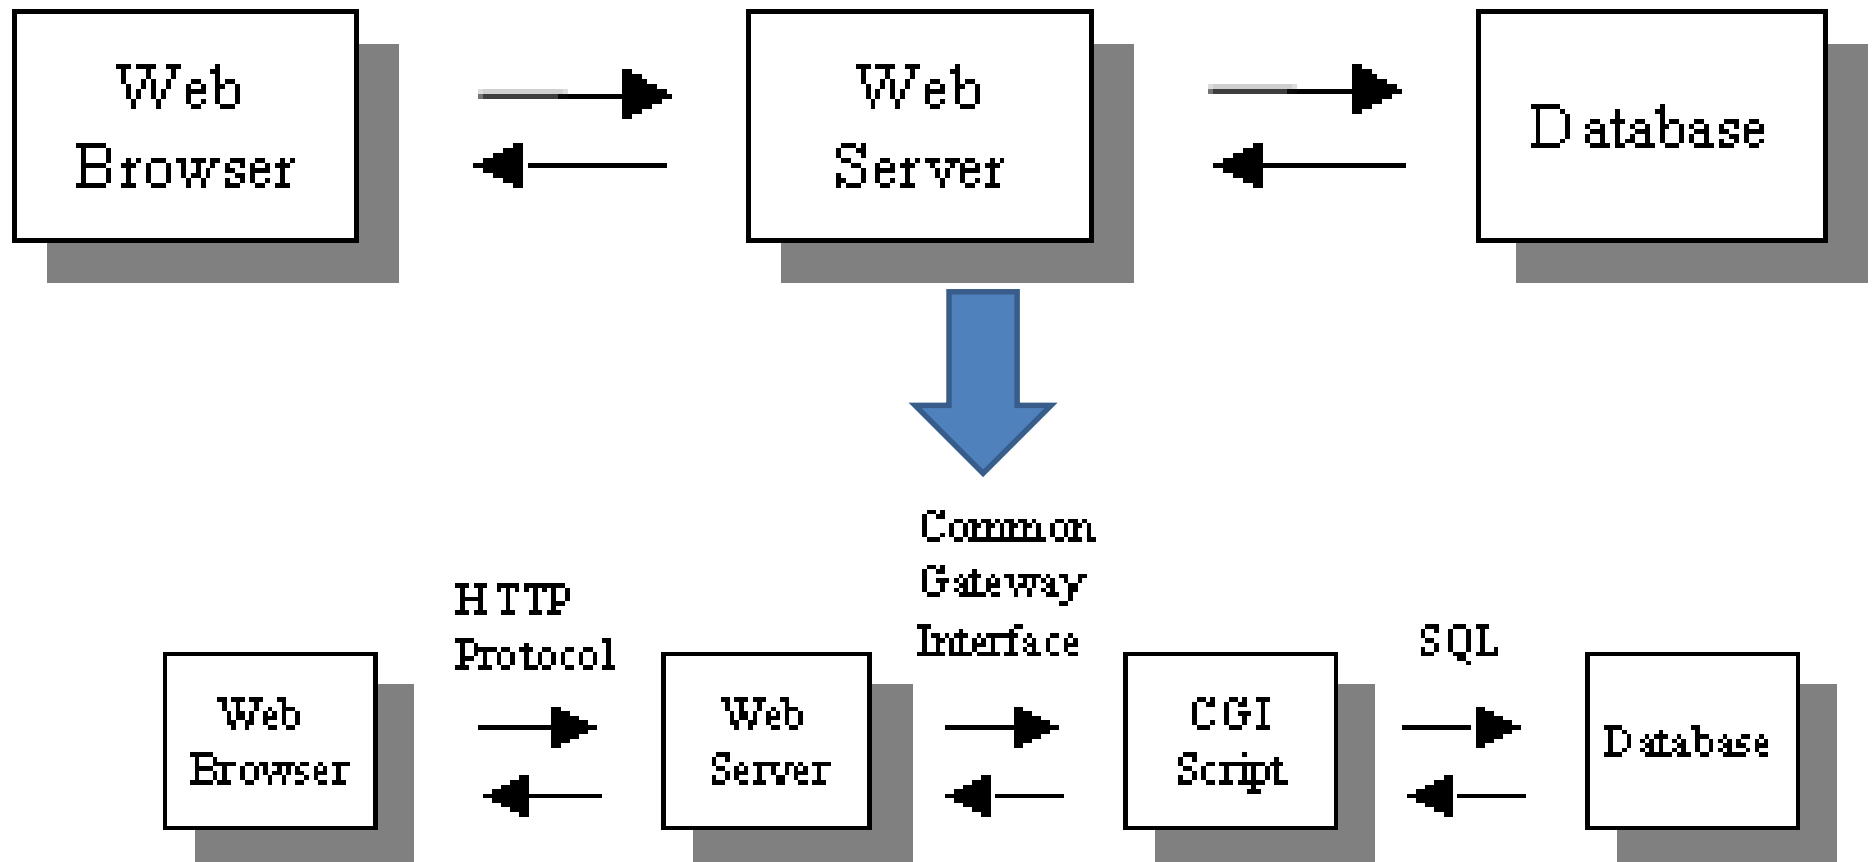 Web
Browser
Web
Server
Database
Common
Gateway
Interface
HTTP
Protocol
SQL
Web
Browser
Web
Server
CGI
Script
Database